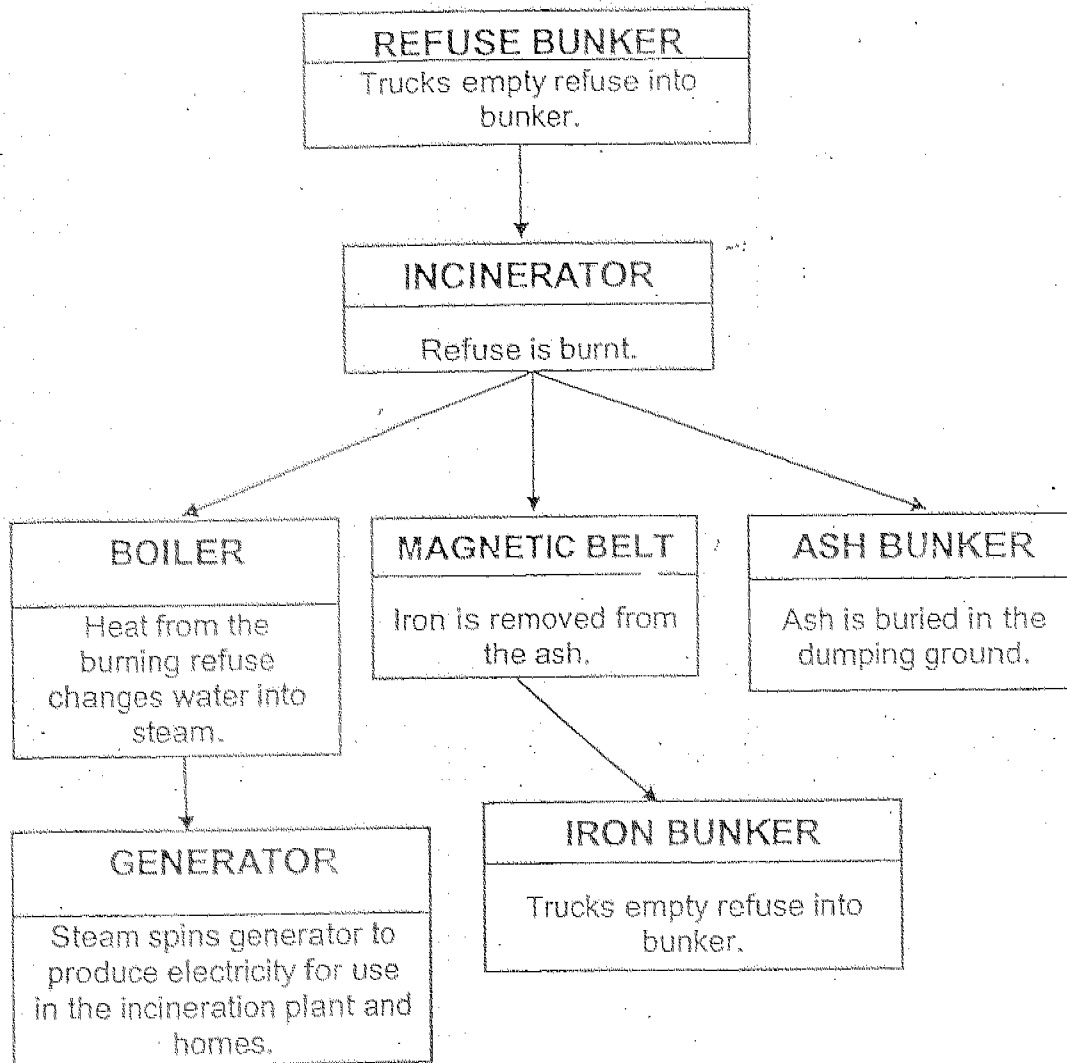 REFUSE BUNKER
Trucks empty refuse into
bunker.
INCINERATOR
Refuse is burnt.
BOILER
Heat from the
burning refuse
changes water into
steam.
MAGNETIC BELT
Iron is removed from
the ash.
ASH BUNKER
Ash is buried in the
dumping ground.
GENERATOR
Steam spins generator to
produce electricity for use
in the incineration plant and
homes.
IRON BUNKER
Trucks empty refuse into
bunker.